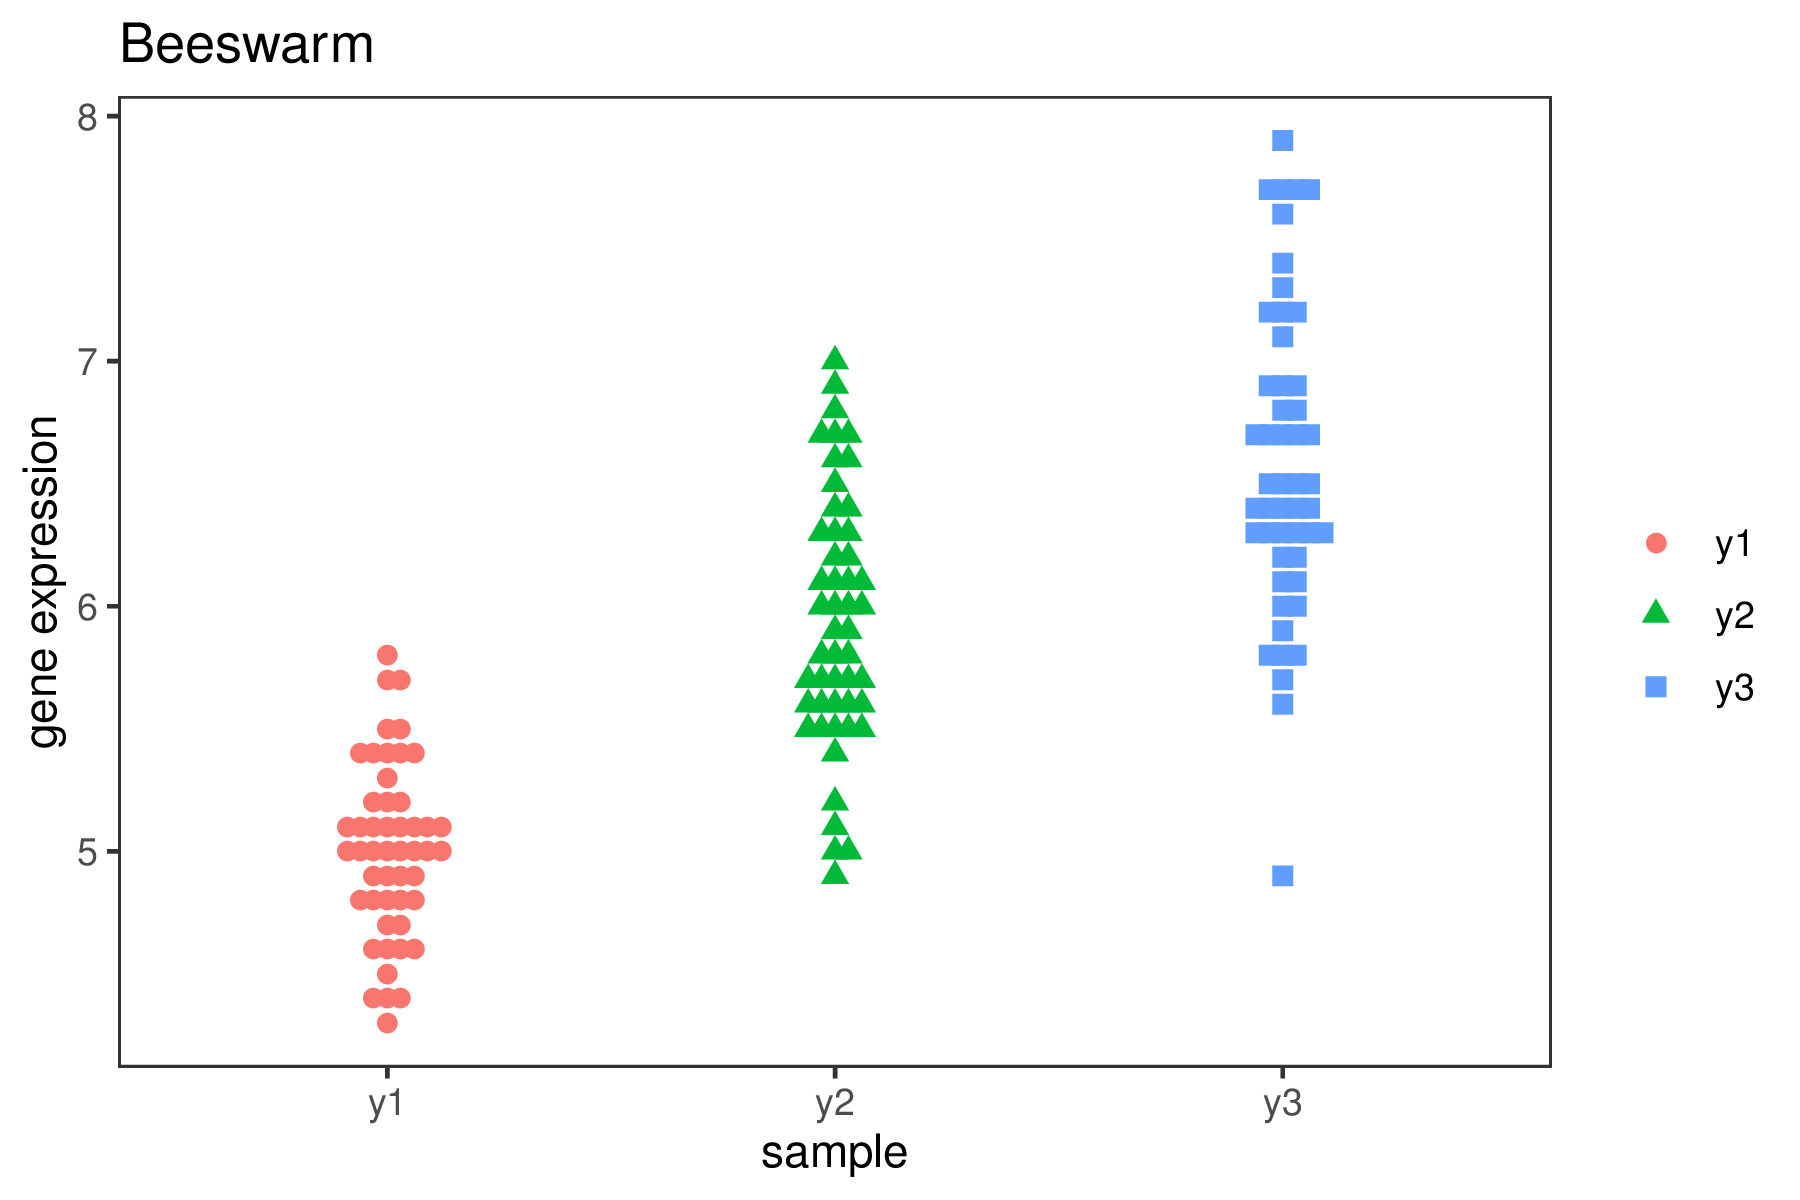 Beeswarm
8
7
6
5
gene expression
y1
y2
y3
sample
y1
y2
y3